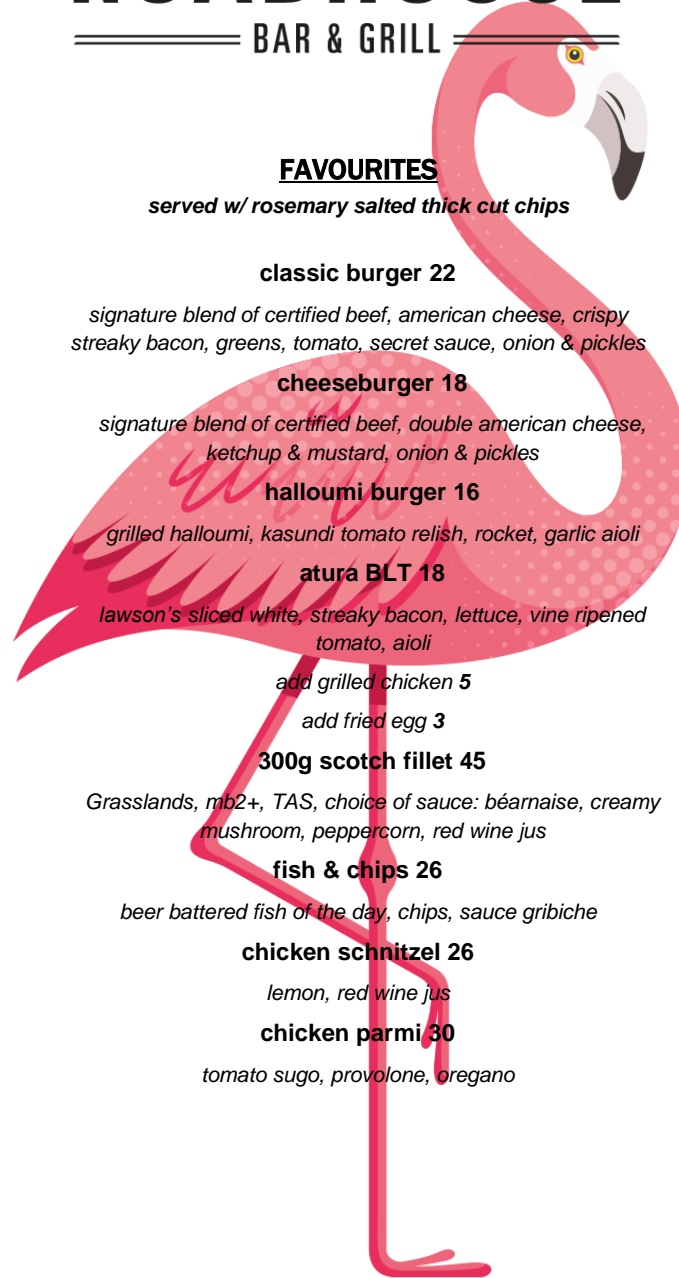 ROADHOUSE
BAR & GRILL
FAVOURITES
served w/ rosemary salted thick cut chips
classic burger 22
signature blend of certified beef, american cheese, crispy
streaky bacon, greens, tomato, secret sauce, onion & pickles
cheeseburger 18
signature blend of certified beef, double american cheese,
ketchup & mustard, onion & pickles
halloumi burger 16
grilled halloumi, kasundi tomato relish, rocket, garlic aioli
atura BLT 18
lawson's sliced white, streaky bacon, lettuce, vine ripened
tomato, aioli
add grilled chicken 5
add fried egg 3
300g scotch fillet 45
Grasslands, mb2+, TAS, choice of sauce: béarnaise, creamy
mushroom, peppercorn, red wine jus
fish & chips 26
beer battered fish of the day, chips, sauce gribiche
chicken schnitzel 26
lemon, red wine jus
chicken parmi 30
tomato sugo, provolone, oregano